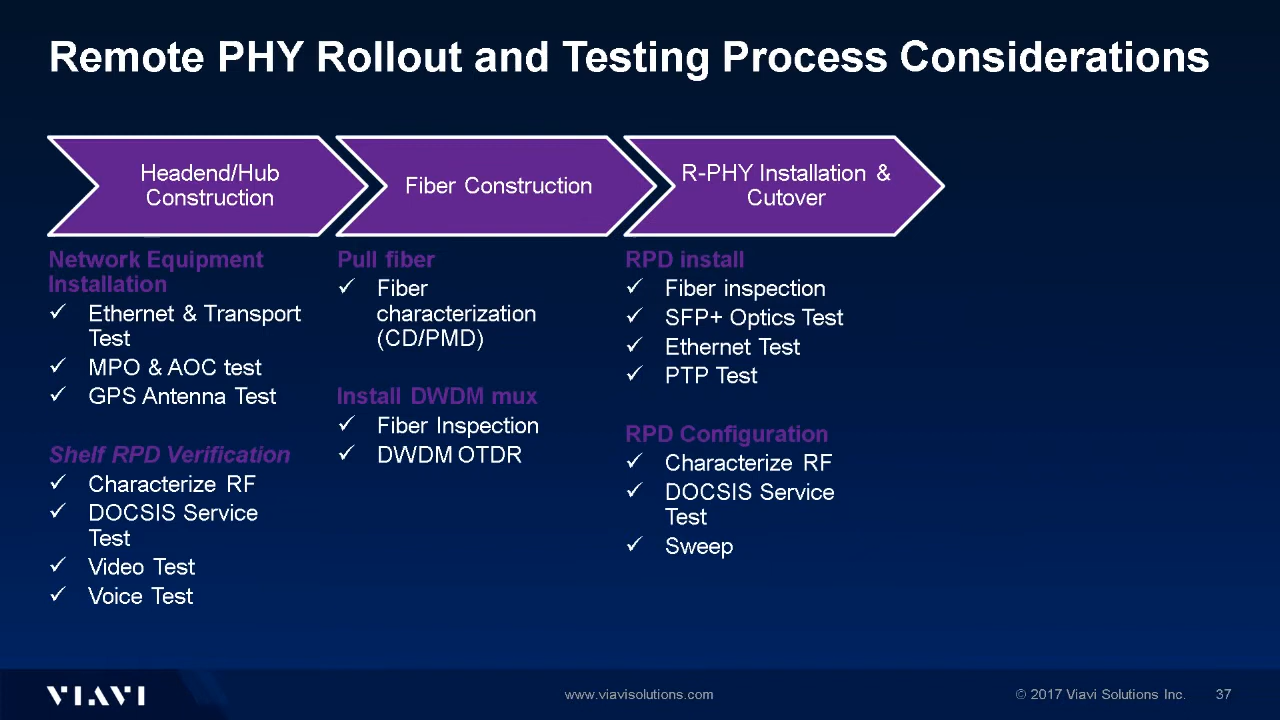 Remote PHY Rollout and Testing Process Considerations
Headend/Hub
Construction
Fiber Construction
R-PHY Installation &
Cutover
Network Equipment
Installation
✓ Ethernet & Transport
Test
✓ MPO & AOC test
✓ GPS Antenna Test
Shelf RPD Verification
✓ Characterize RF
✓ DOCSIS Service
Test
✓ Video Test
✓ Voice Test
Pull fiber
✓ Fiber
characterization
(CD/PMD)
Install DWDM mux
✓ Fiber Inspection
✓ DWDM OTDR
RPD install
✓ Fiber inspection
✓ SFP+ Optics Test
✓ Ethernet Test
✓ PTP Test
RPD Configuration
✓ Characterize RF
✓ DOCSIS Service
Test
✓ Sweep
VIAVI
www.viavisolutions.com
© 2017 Viavi Solutions Inc.
37